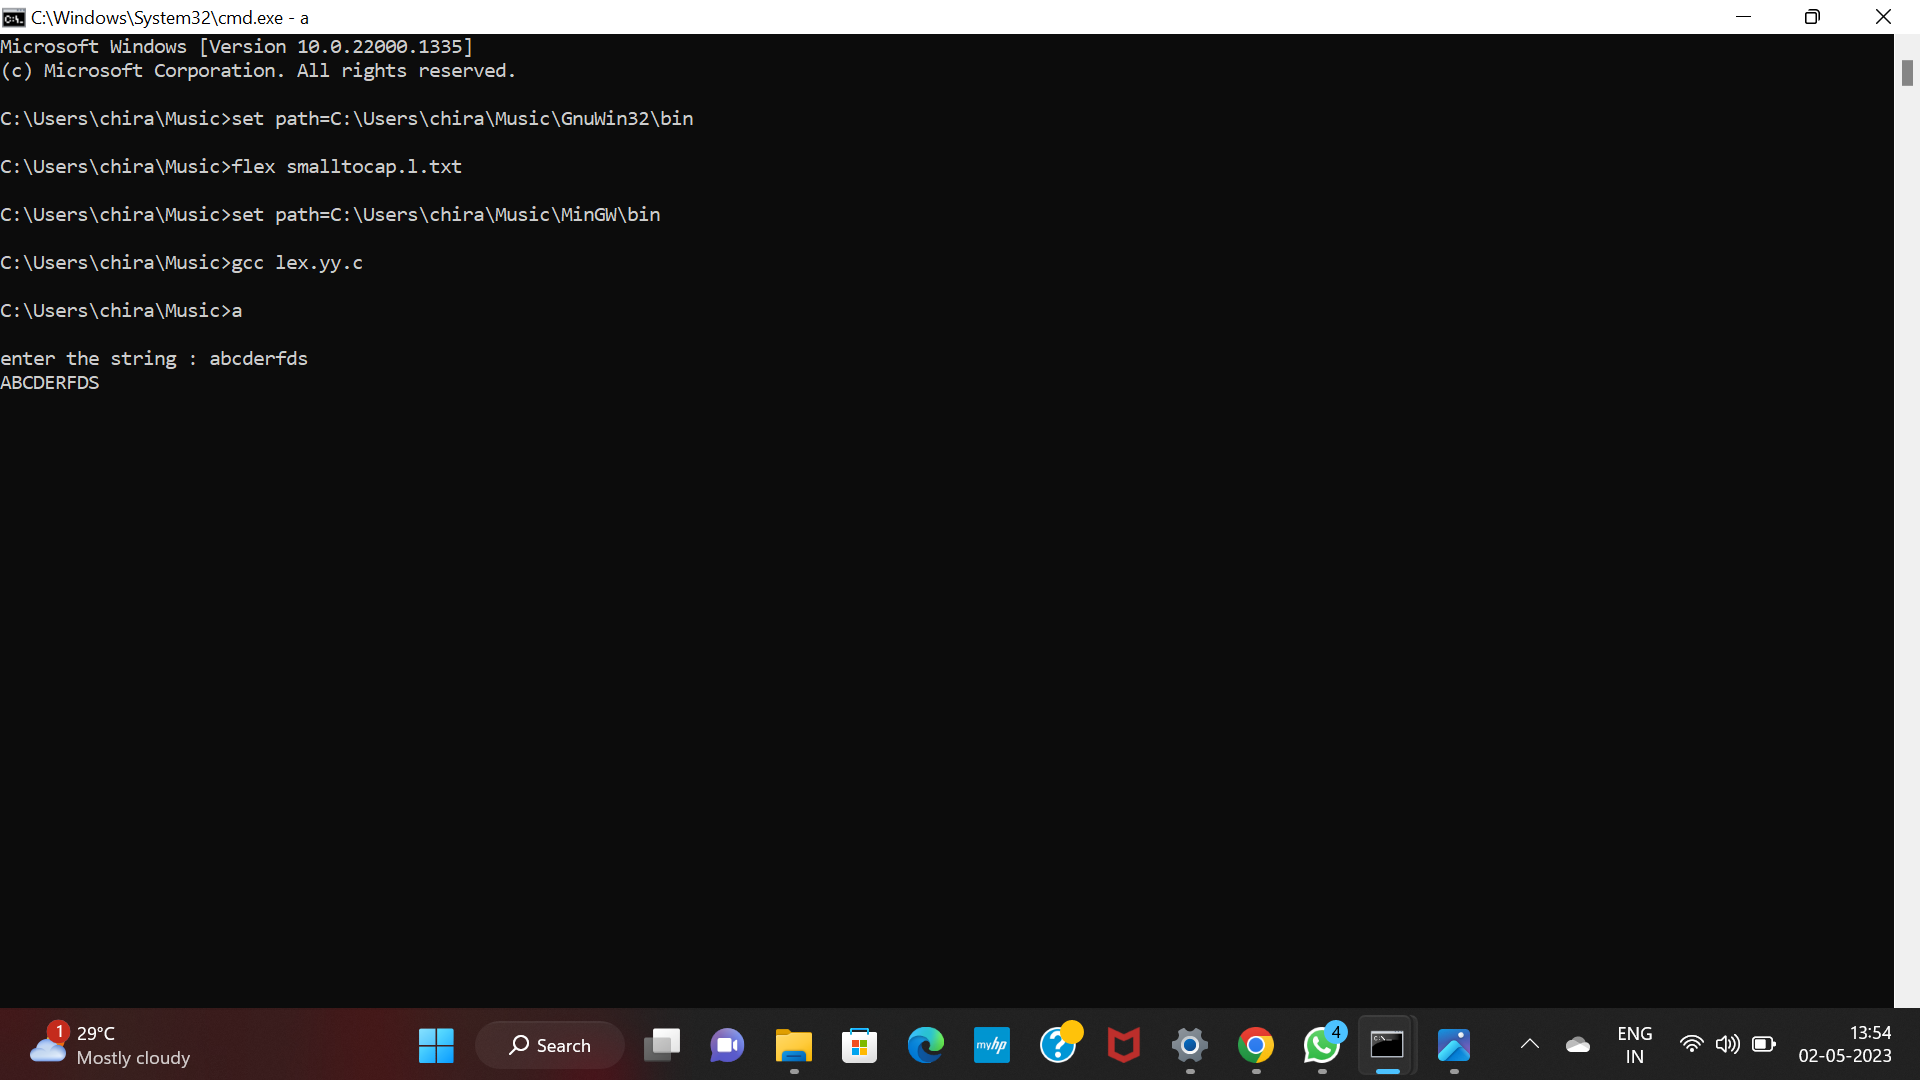 C:\Windows\System32\cmd.exe - a
Microsoft Windows [Version 10.0.22000.1335]
(c) Microsoft Corporation. All rights reserved.
C:\Users\chira\Music>set path=C:\Users\chira\Music\GnuWin32\bin
C:\Users\chira\Music>flex smalltocap.l.txt
C:\Users\chira\Music>set path=C:\Users\chira\Music\MinGW\bin
C:\Users\chira\Music>gcc lex.yy.c
C:\Users\chira\Music>a
enter the string : abcderfds
ABCDERFDS
1
29°C
Mostly cloudy
Search
myhp
4
ENG
IN
13:54
02-05-2023